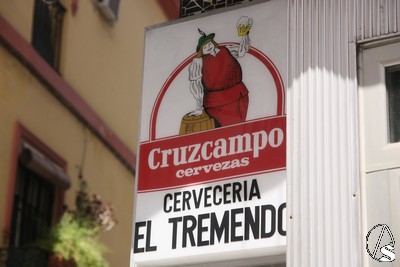 Cruzcampo
cervezas
CERVECERIA
EL TREMENDO